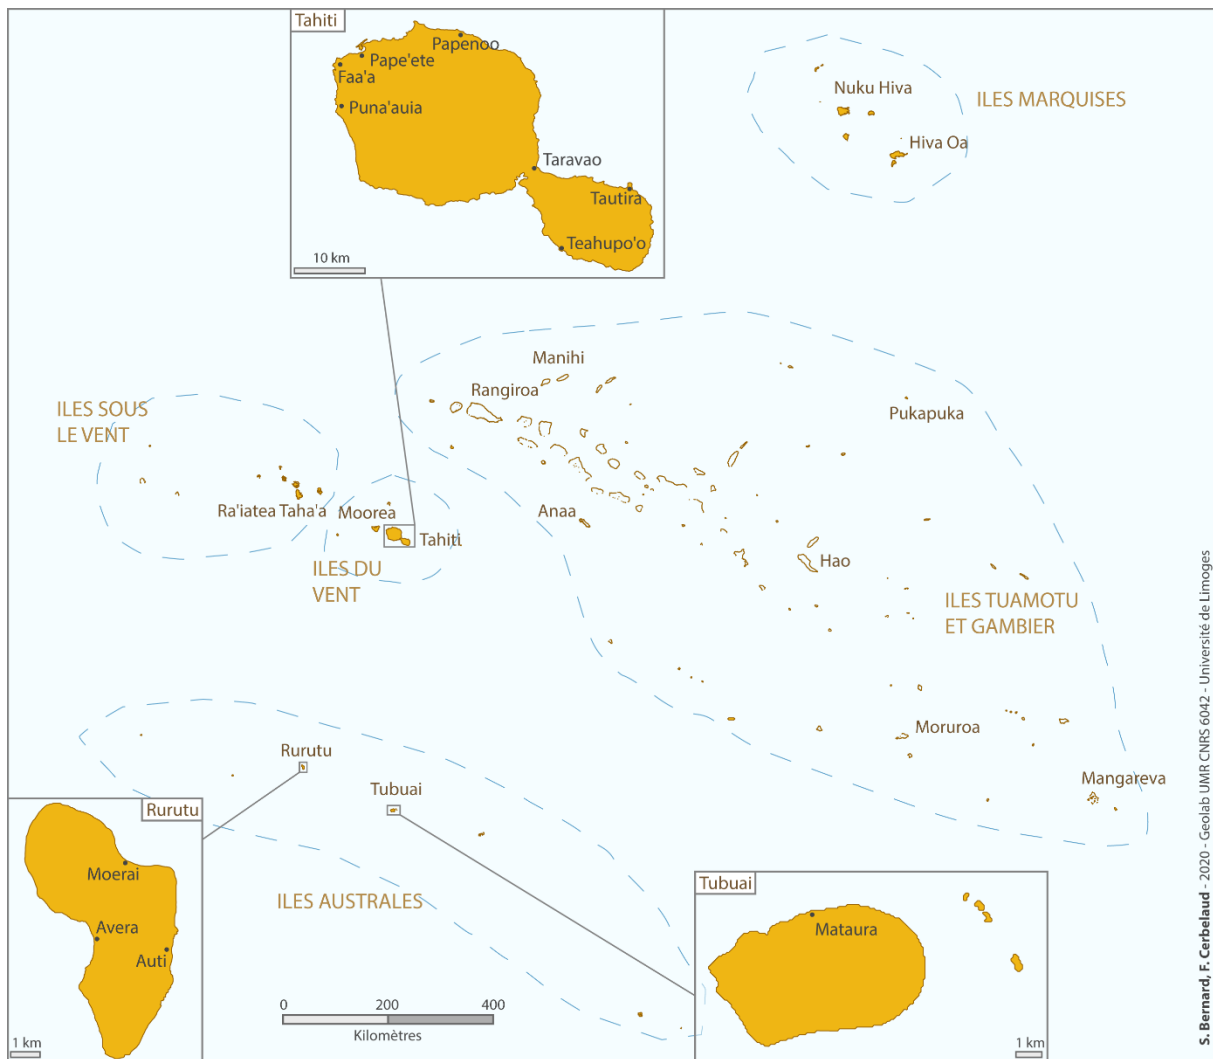 Tahiti
Papenoo
Pape'ete
Faa'a
Puna'auia
Taravao
Tautira
Teahupo'o
10 km
Nuku Hiva
ILES MARQUISES
Hiva Oa
Manihi
Rangiroa
Pukapuka
ILES SOUS
LE VENT
Ra'iatea Taha'a
Moorea
Tahiti
Anaa
Hao
ILES DU
VENT
ILES TUAMOTU
ET GAMBIER
Moruroa
Mangareva
Rurutu
Tubuai
Rurutu
Moerai
Avera
Auti
1 km
ILES AUSTRALES
0 200 400
Kilomètres
Tubuai
Mataura
1 km
S. Bernard, F. Cerbelaud - 2020 - Geolab UMR CNRS 6042 - Université de Limoges